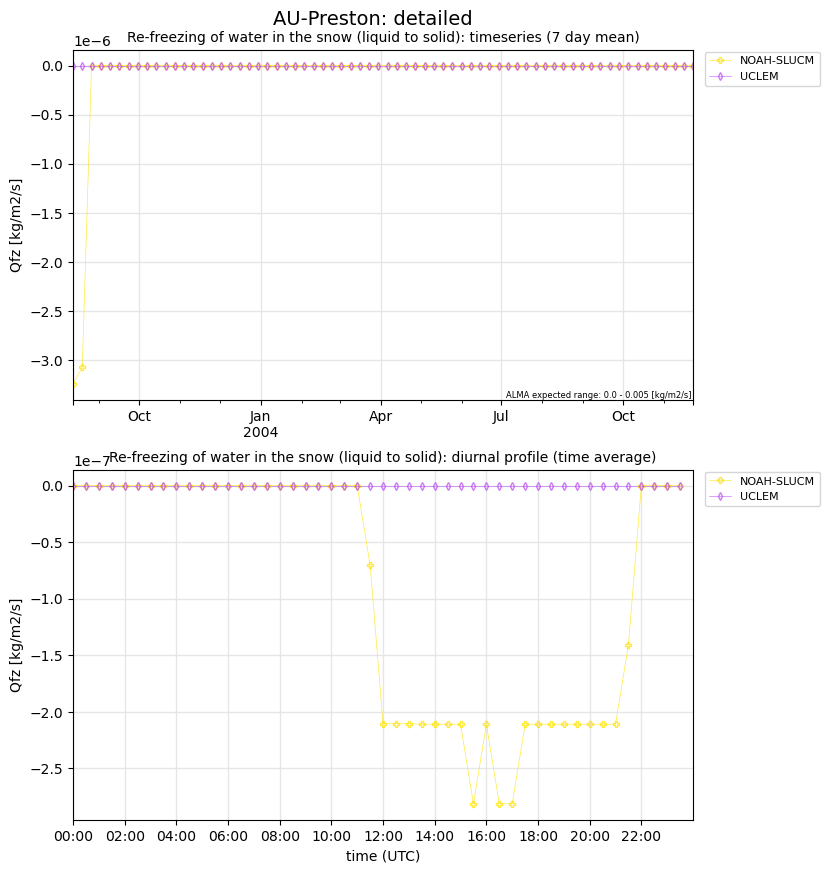 AU-Preston: detailed
Re-freezing of water in the snow (liquid to solid): timeseries (7 day mean)
1e−6
NOAH-SLUCM
UCLEM
0.0
−0.5
−1.0
−1.5
−2.0
−2.5
−3.0
Qfz [kg/m2/s]
ALMA expected range: 0.0 - 0.005 [kg/m2/s]
Oct Jan Apr Jul Oct
2004
Re-freezing of water in the snow (liquid to solid): diurnal profile (time average)
1e−7
NOAH-SLUCM
UCLEM
0.0
−0.5
−1.0
−1.5
−2.0
−2.5
Qfz [kg/m2/s]
00:00 02:00 04:00 06:00 08:00 10:00 12:00 14:00 16:00 18:00 20:00 22:00
time (UTC)